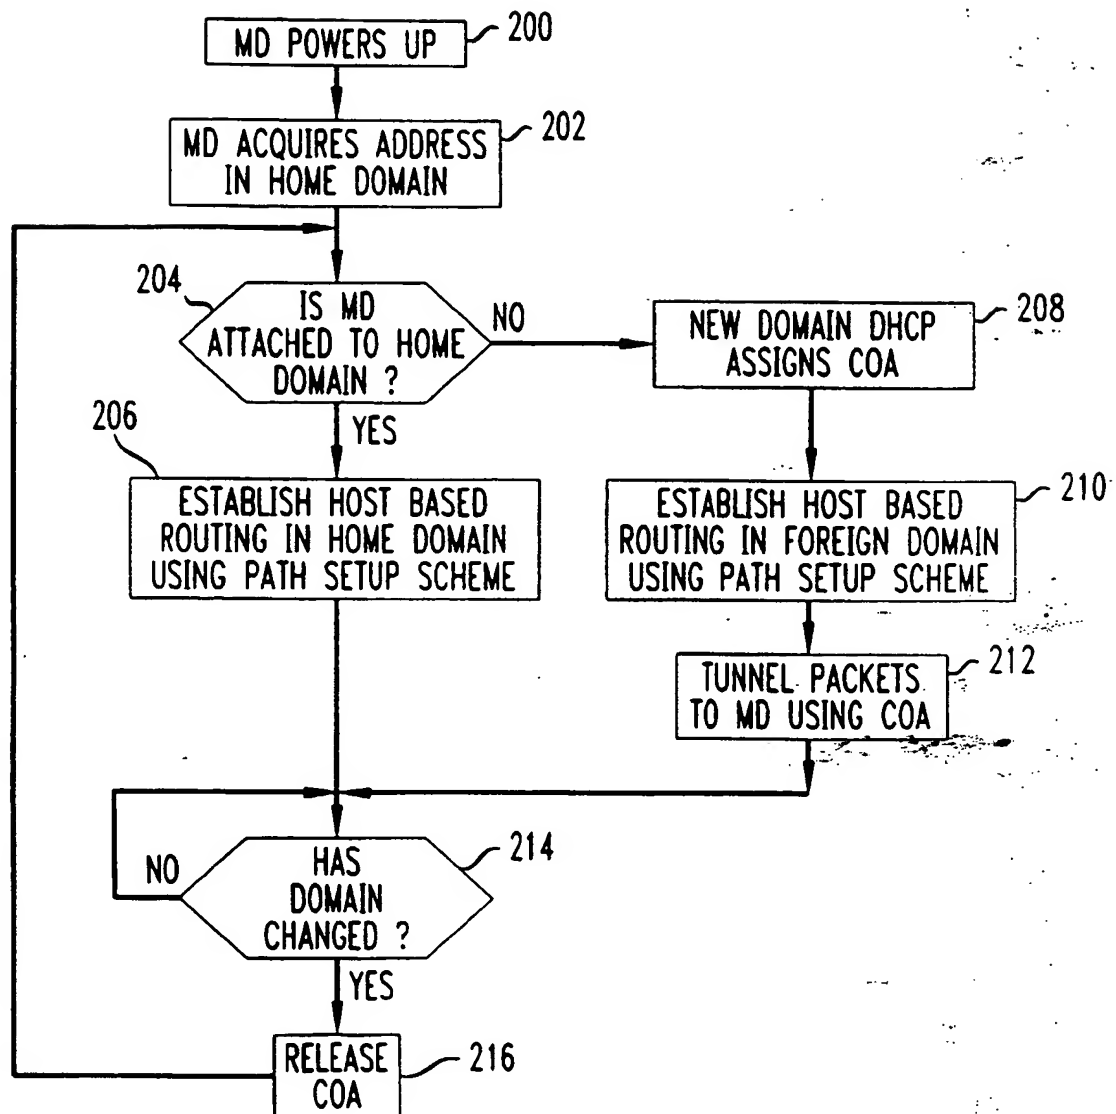 MD POWERS UP
200
MD ACQUIRES ADDRESS
IN HOME DOMAIN
202
204
IS MD
ATTACHED TO HOME
DOMAIN ?
NO
NEW DOMAIN DHCP
ASSIGNS COA
208
YES
206
ESTABLISH HOST BASED
ROUTING IN HOME DOMAIN
USING PATH SETUP SCHEME
ESTABLISH HOST BASED
ROUTING IN FOREIGN DOMAIN
USING PATH SETUP SCHEME
210
TUNNEL PACKETS
TO MD USING COA
212
NO
HAS
DOMAIN
CHANGED ?
214
YES
RELEASE
COA
216